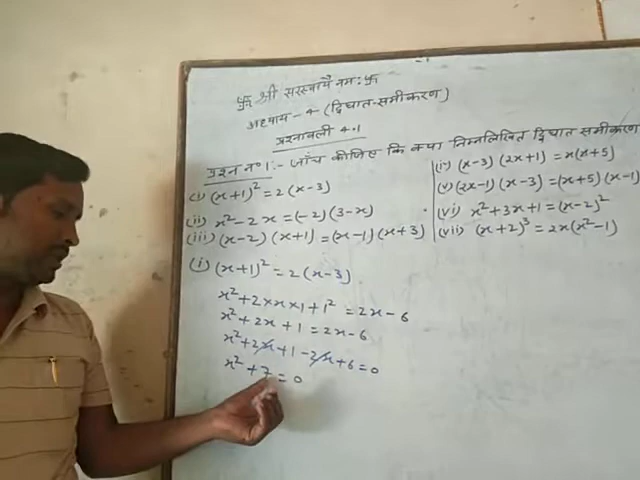 卐 श्री सरस्वत्यै नमः 卐
अध्याय - 4 (द्विघात-समीकरण)
प्रश्नावली 4.1
प्रश्न न० 1:- जाँच कीजिए कि क्या निम्नलिखित द्विघात समीकरण
(i) (x+1)² = 2(x-3)
(ii) x² - 2x = (-2)(3-x)
(iii) (x-2)(x+1) = (x-1)(x+3)
(iv) (x-3)(2x+1) = x(x+5)
(v) (2x-1)(x-3) = (x+5)(x-1)
(vi) x² + 3x + 1 = (x-2)²
(vii) (x+2)³ = 2x(x²-1)
(i) (x+1)² = 2(x-3)
x² + 2×x×1 + 1² = 2x - 6
x² + 2x + 1 = 2x - 6
x² + 2x + 1 - 2x + 6 = 0
x² + 7 = 0